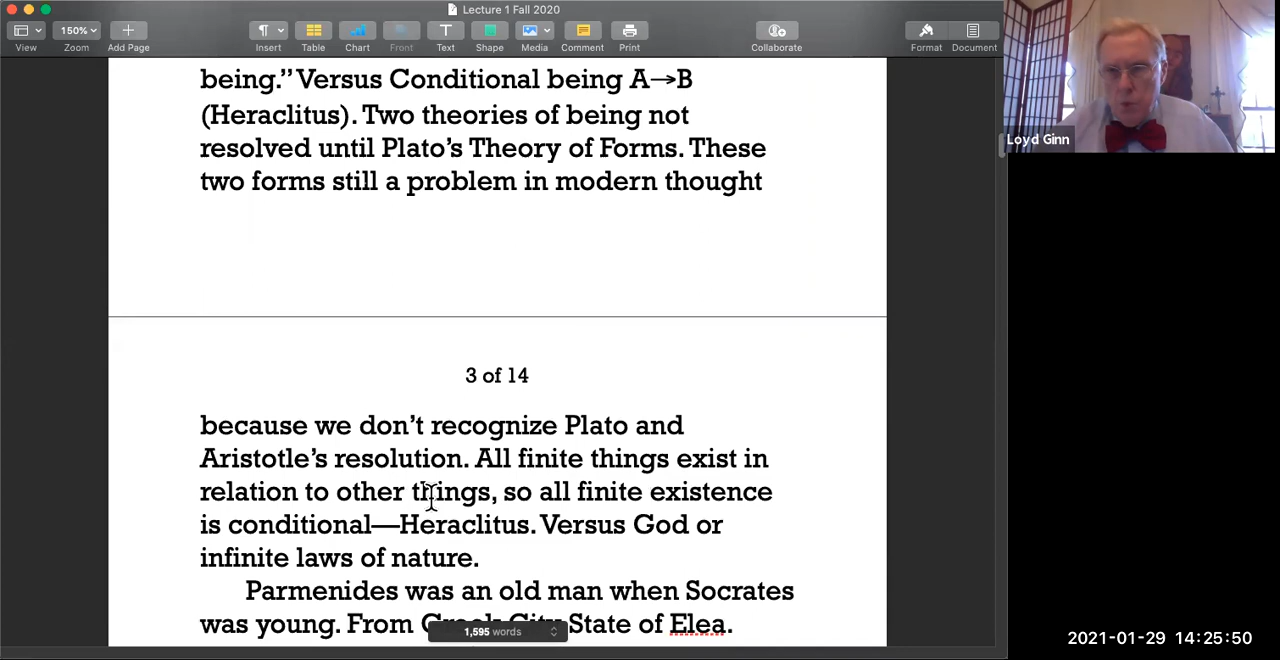 Lecture 1 Fall 2020
150%
View
Zoom
Add Page
Insert
Table
Chart
Front
Text
Shape
Media
Comment
Print
Collaborate
Format
Document
being.” Versus Conditional being A→B
(Heraclitus). Two theories of being not
resolved until Plato’s Theory of Forms. These
two forms still a problem in modern thought
3 of 14
because we don’t recognize Plato and
Aristotle’s resolution. All finite things exist in
relation to other things, so all finite existence
is conditional—Heraclitus. Versus God or
infinite laws of nature.
Parmenides was an old man when Socrates
was young. From Greek City State of Elea.
1,595 words
Loyd Ginn
2021-01-29 14:25:50